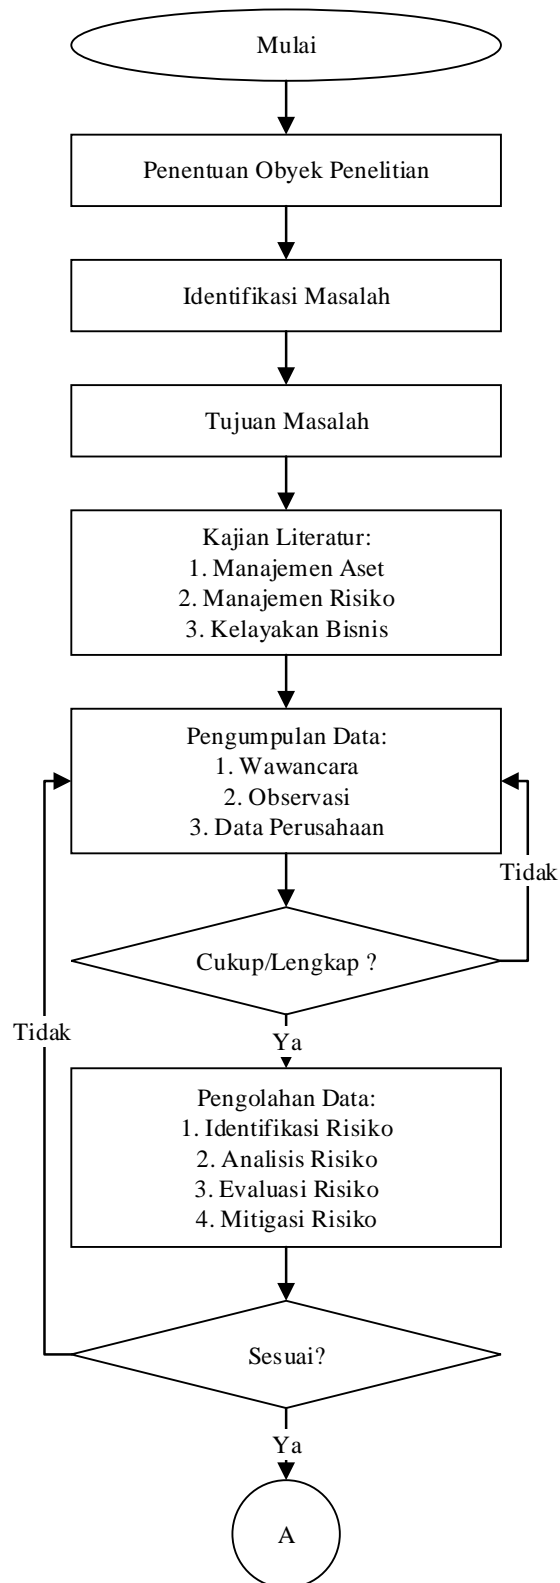 Mulai
Penentuan Obyek Penelitian
Identifikasi Masalah
Tujuan Masalah
Kajian Literatur:
1. Manajemen Aset
2. Manajemen Risiko
3. Kelayakan Bisnis
Pengumpulan Data:
1. Wawancara
2. Observasi
3. Data Perusahaan
Tidak
Cukup/Lengkap ?
Tidak
Ya
Pengolahan Data:
1. Identifikasi Risiko
2. Analisis Risiko
3. Evaluasi Risiko
4. Mitigasi Risiko
Sesuai?
Ya
A